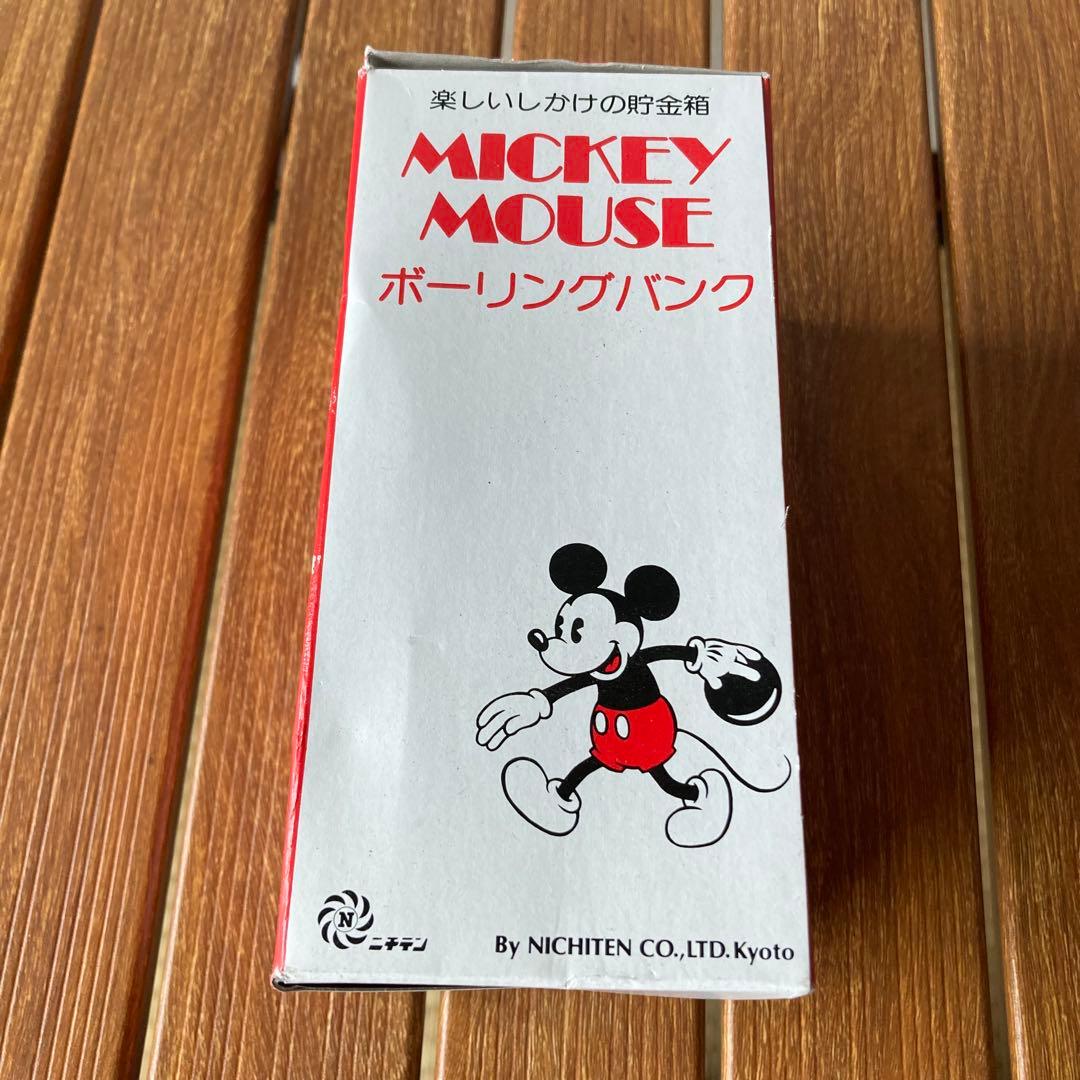 楽しいしかけの貯金箱
MICKEY
MOUSE
ボーリングバンク
N
ニチテン
By NICHITEN CO.,LTD. Kyoto